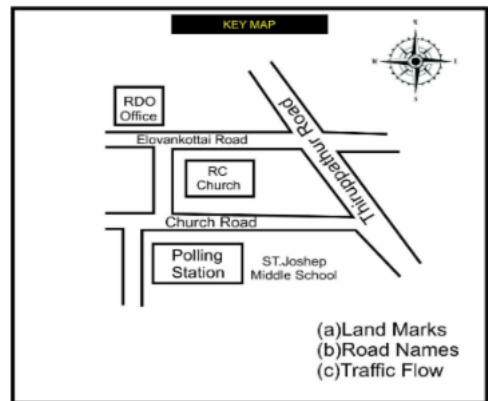 KEY MAP
N
W
E
S
RDO
Office
Elovankottai Road
Thiruppathur Road
RC
Church
Church Road
Polling
Station
ST.Joshep
Middle School
(a)Land Marks
(b)Road Names
(c)Traffic Flow